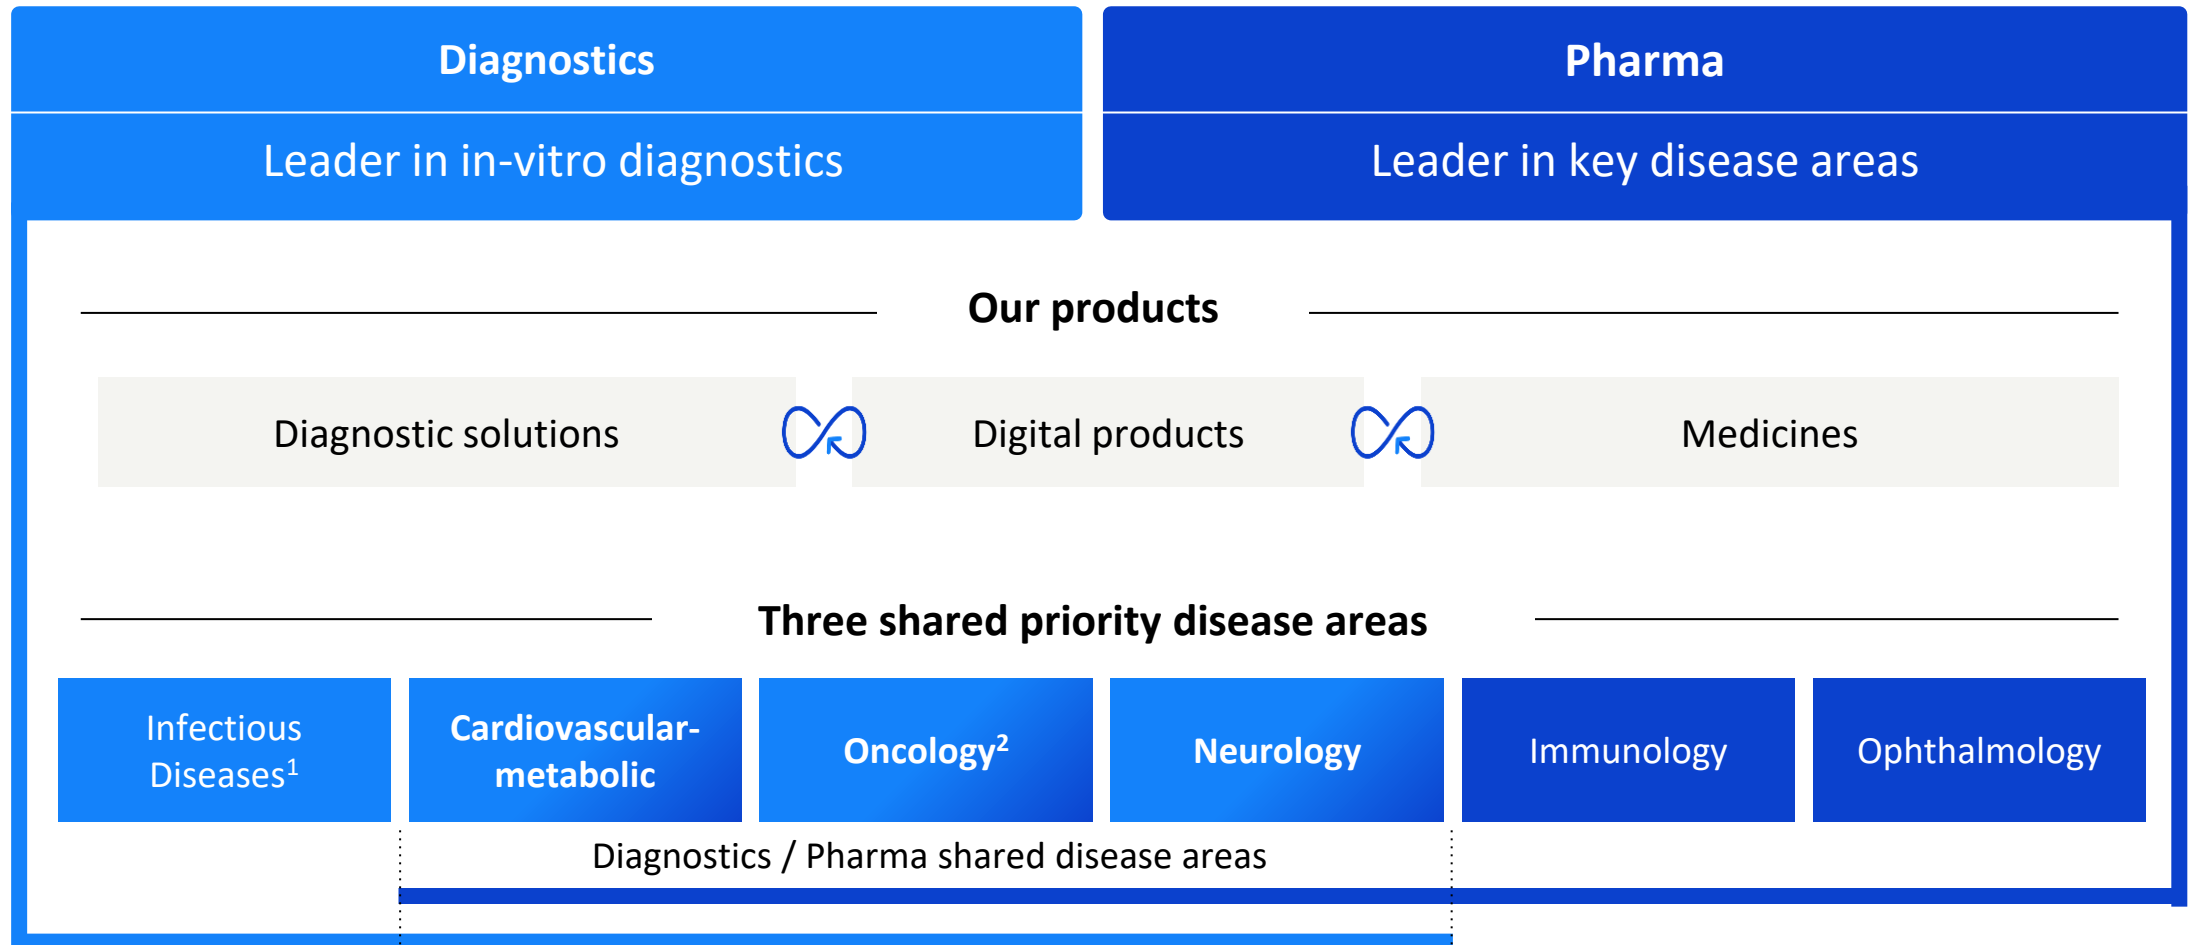 Diagnostics
Pharma
Leader in in-vitro diagnostics
Leader in key disease areas
Our products
Diagnostic solutions
Digital products
Medicines
Three shared priority disease areas
Infectious
Diseases¹
Cardiovascular-
metabolic
Oncology²
Neurology
Immunology
Ophthalmology
Diagnostics / Pharma shared disease areas